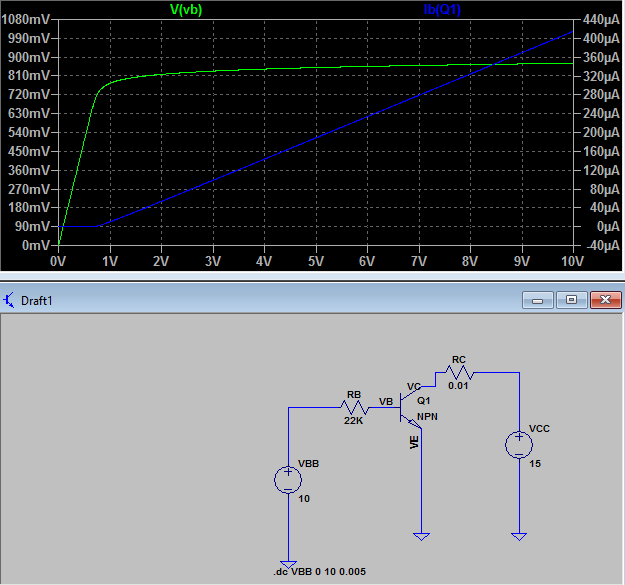 V(vb) Ib(Q1)
1080mV 440µA
990mV 400µA
900mV 360µA
810mV 320µA
720mV 280µA
630mV 240µA
540mV 200µA
450mV 160µA
360mV 120µA
270mV 80µA
180mV 40µA
90mV 0µA
0mV -40µA
0V 1V 2V 3V 4V 5V 6V 7V 8V 9V 10V
Draft1
RC
VC 0.01
RB
VB Q1
22K NPN
VE
VCC
15
VBB
10
.dc VBB 0 10 0.005